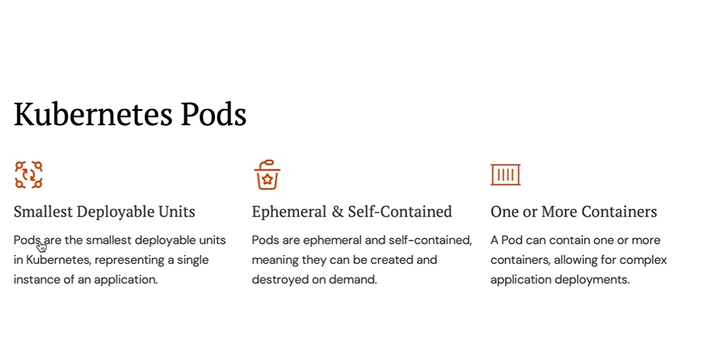 Kubernetes Pods
Smallest Deployable Units
Pods are the smallest deployable units
in Kubernetes, representing a single
instance of an application.
Ephemeral & Self-Contained
Pods are ephemeral and self-contained,
meaning they can be created and
destroyed on demand.
One or More Containers
A Pod can contain one or more
containers, allowing for complex
application deployments.